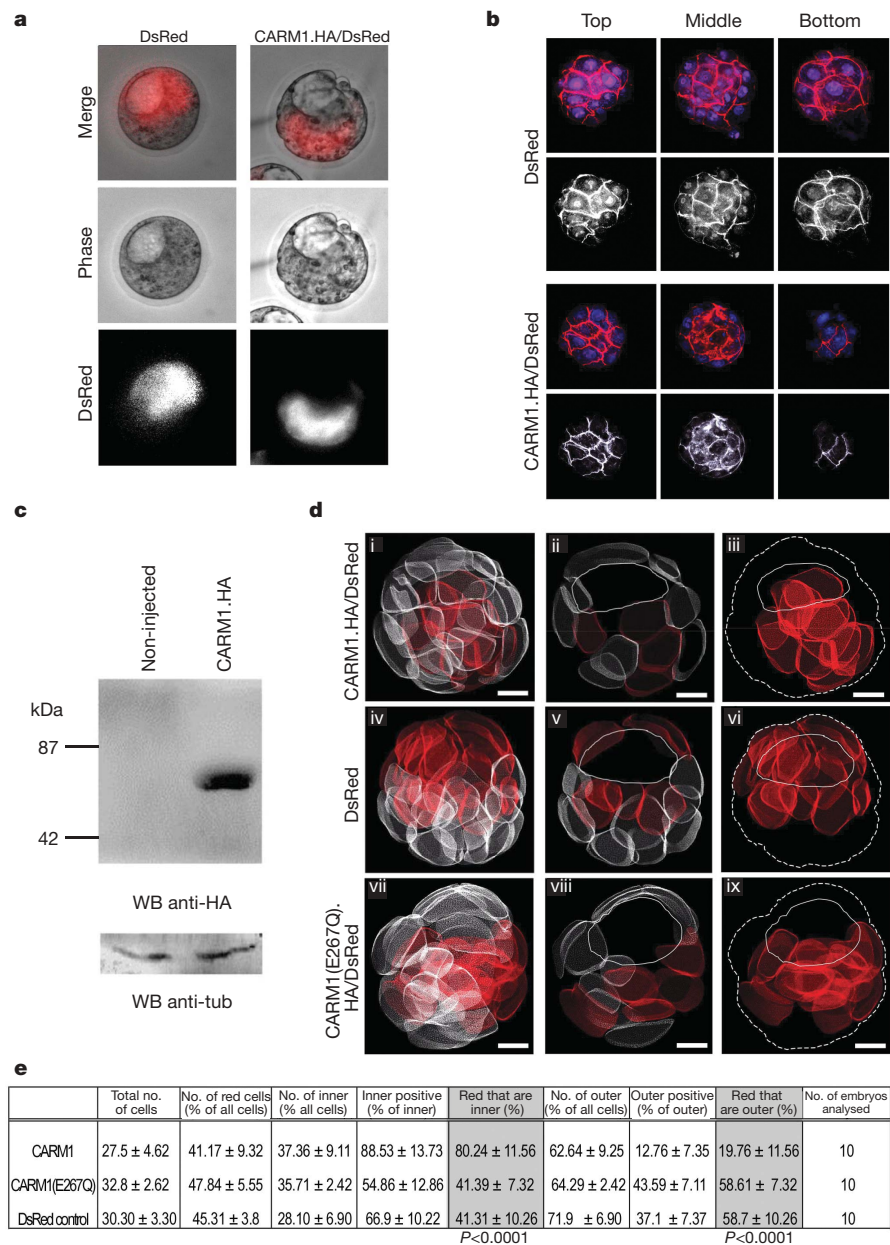 a
DsRed
CARM1.HA/DsRed
Merge
Phase
DsRed
b
Top
Middle
Bottom
DsRed
CARM1.HA/DsRed
c
Non-injected
CARM1.HA
kDa
87
42
WB anti-HA
WB anti-tub
d
CARM1.HA/DsRed
i
ii
iii
DsRed
iv
v
vi
CARM1(E267Q).
HA/DsRed
vii
viii
ix
e
Total no. of cells
No. of red cells (% of all cells)
No. of inner (% all cells)
Inner positive (% of inner)
Red that are inner (%)
No. of outer (% of all cells)
Outer positive (% of outer)
Red that are outer (%)
No. of embryos analysed
CARM1 27.5 ± 4.62 41.17 ± 9.32 37.36 ± 9.11 88.53 ± 13.73 80.24 ± 11.56 62.64 ± 9.25 12.76 ± 7.35 19.76 ± 11.56 10
CARM1(E267Q) 32.8 ± 2.62 47.84 ± 5.55 35.71 ± 2.42 54.86 ± 12.86 41.39 ± 7.32 64.29 ± 2.42 43.59 ± 7.11 58.61 ± 7.32 10
DsRed control 30.30 ± 3.30 45.31 ± 3.8 28.10 ± 6.90 66.9 ± 10.22 41.31 ± 10.26 71.9 ± 6.90 37.1 ± 7.37 58.7 ± 10.26 10
P<0.0001 P<0.0001